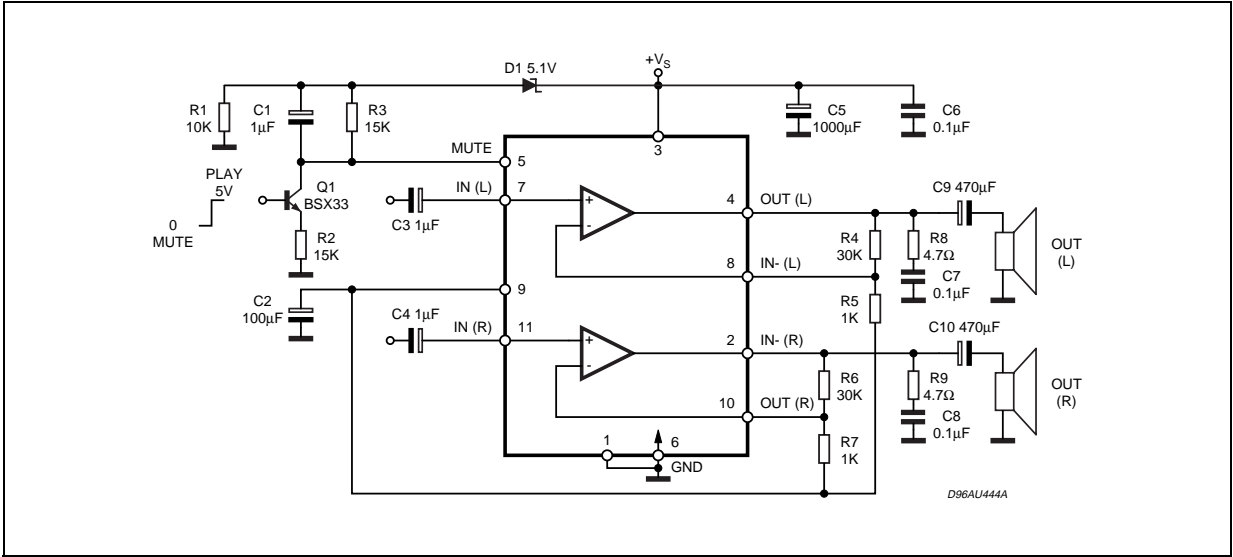 D1 5.1V
+VS
R1
10K
C1
1µF
R3
15K
C5
1000µF
C6
0.1µF
3
MUTE
5
PLAY
5V
0
MUTE
Q1
BSX33
IN (L)
7
C3 1µF
+
-
4
OUT (L)
C9 470µF
R2
15K
R4
30K
R8
4.7Ω
OUT
(L)
8
IN- (L)
C7
0.1µF
C2
100µF
9
R5
1K
C4 1µF
IN (R)
11
+
-
2
IN- (R)
C10 470µF
R6
30K
R9
4.7Ω
OUT
(R)
10
OUT (R)
C8
0.1µF
1
6
GND
R7
1K
D96AU444A